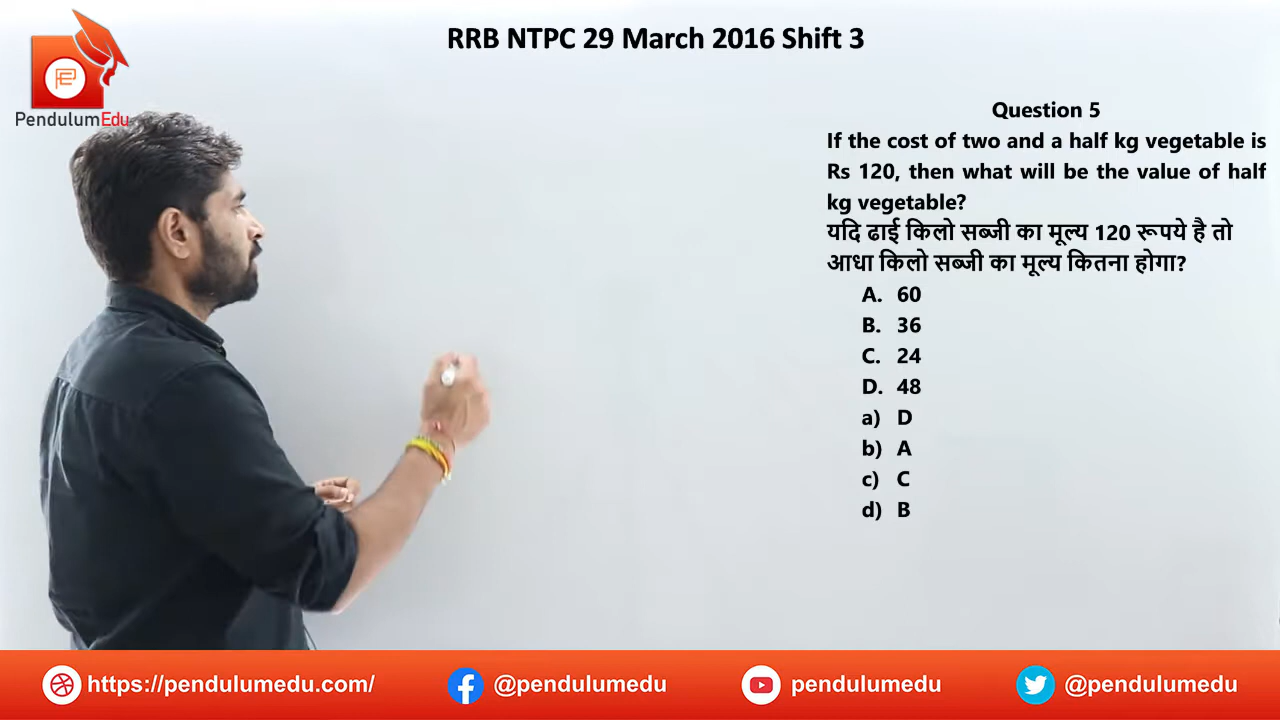 RRB NTPC 29 March 2016 Shift 3
PendulumEdu
Question 5
If the cost of two and a half kg vegetable is
Rs 120, then what will be the value of half
kg vegetable?
यदि ढाई किलो सब्जी का मूल्य 120 रूपये है तो
आधा किलो सब्जी का मूल्य कितना होगा?
A. 60
B. 36
C. 24
D. 48
a) D
b) A
c) C
d) B
https://pendulumedu.com/ @pendulumedu pendulumedu @pendulumedu